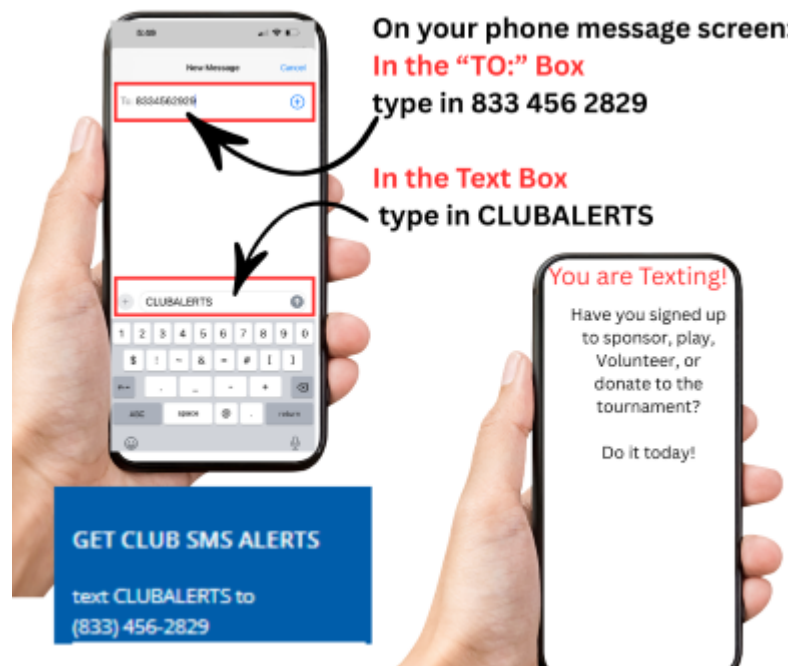 On your phone message screen:
In the “TO:” Box
type in 833 456 2829
In the Text Box
type in CLUBALERTS
5:59
New Message
Cancel
To: 8334562829
CLUBALERTS
1 2 3 4 5 6 7 8 9 0
$ ! ~ & = # [ ]
. _ - +
ABC space @ . return
GET CLUB SMS ALERTS
text CLUBALERTS to
(833) 456-2829
You are Texting!
Have you signed up
to sponsor, play,
Volunteer, or
donate to the
tournament?
Do it today!